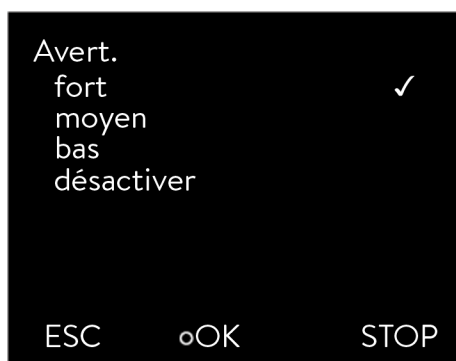 Avert.
fort ✓
moyen
bas
désactiver
ESC OK STOP